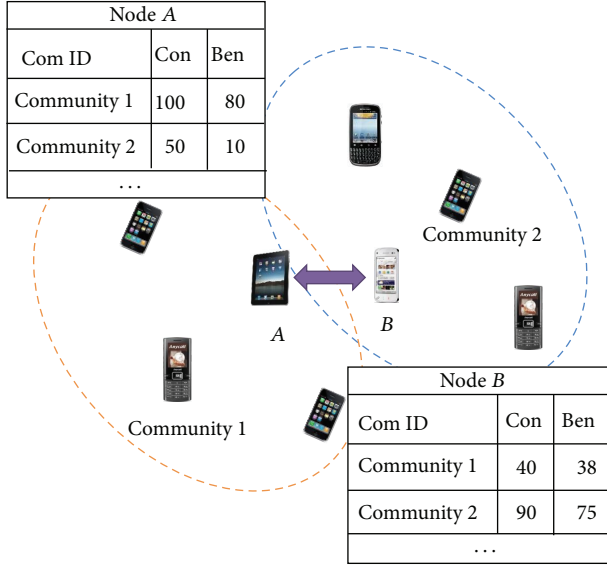 Node A
Com ID Con Ben
Community 1 100 80
Community 2 50 10
...
Community 2
A
B
Community 1
Node B
Com ID Con Ben
Community 1 40 38
Community 2 90 75
...